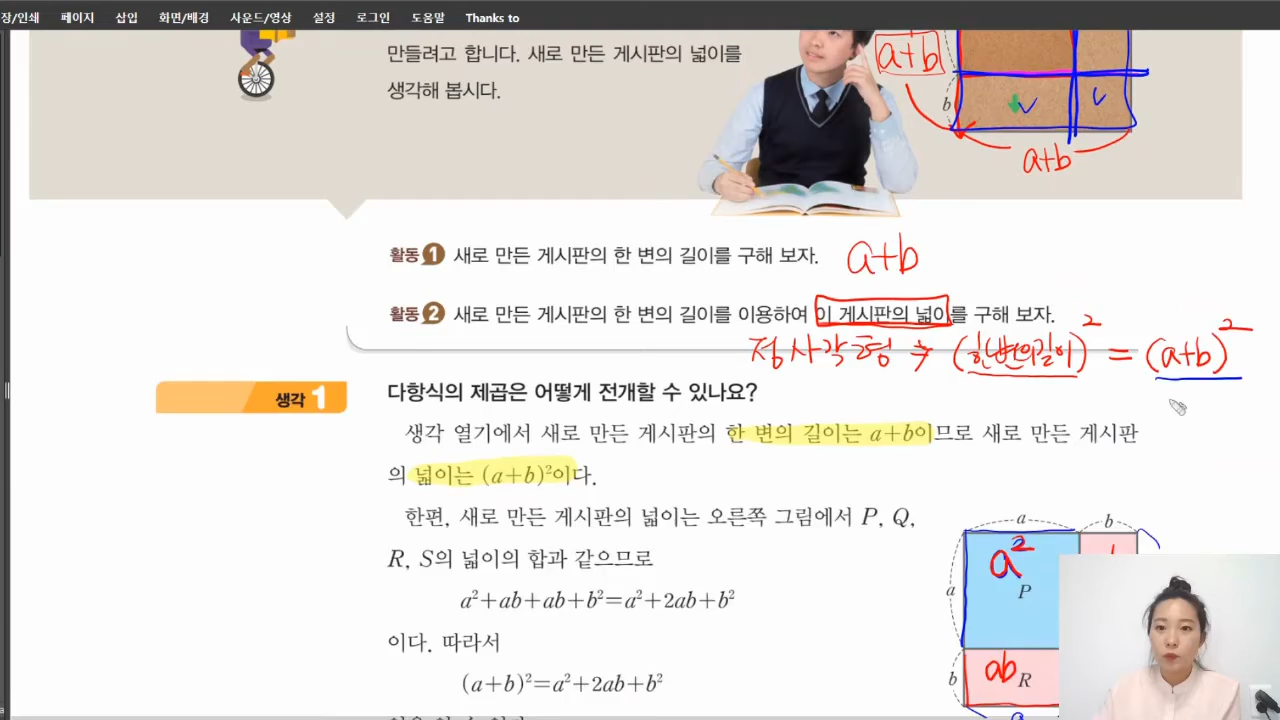 장/인쇄 페이지 삽입 화면/배경 사운드/영상 설정 로그인 도움말 Thanks to
만들려고 합니다. 새로 만든 게시판의 넓이를
생각해 봅시다.
a+b
b
a+b
활동 1 새로 만든 게시판의 한 변의 길이를 구해 보자. a+b
활동 2 새로 만든 게시판의 한 변의 길이를 이용하여 이 게시판의 넓이를 구해 보자.
정사각형 → (한변의길이)² = (a+b)²
생각 1 다항식의 제곱은 어떻게 전개할 수 있나요?
생각 열기에서 새로 만든 게시판의 한 변의 길이는 a+b이므로 새로 만든 게시판
의 넓이는 (a+b)²이다.
한편, 새로 만든 게시판의 넓이는 오른쪽 그림에서 P, Q,
R, S의 넓이의 합과 같으므로
a²+ab+ab+b²=a²+2ab+b²
이다. 따라서
(a+b)²=a²+2ab+b²
a b
a²
a P
ab
b R